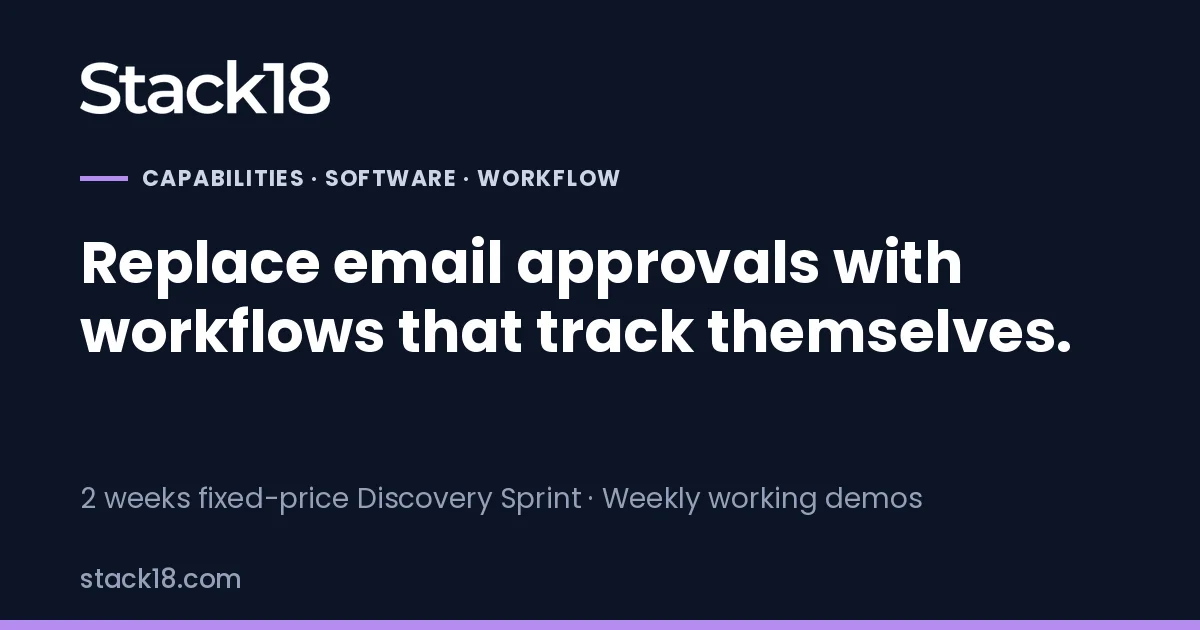 Stack18
CAPABILITIES · SOFTWARE · WORKFLOW
Replace email approvals with
workflows that track themselves.
2 weeks fixed-price Discovery Sprint · Weekly working demos
stack18.com